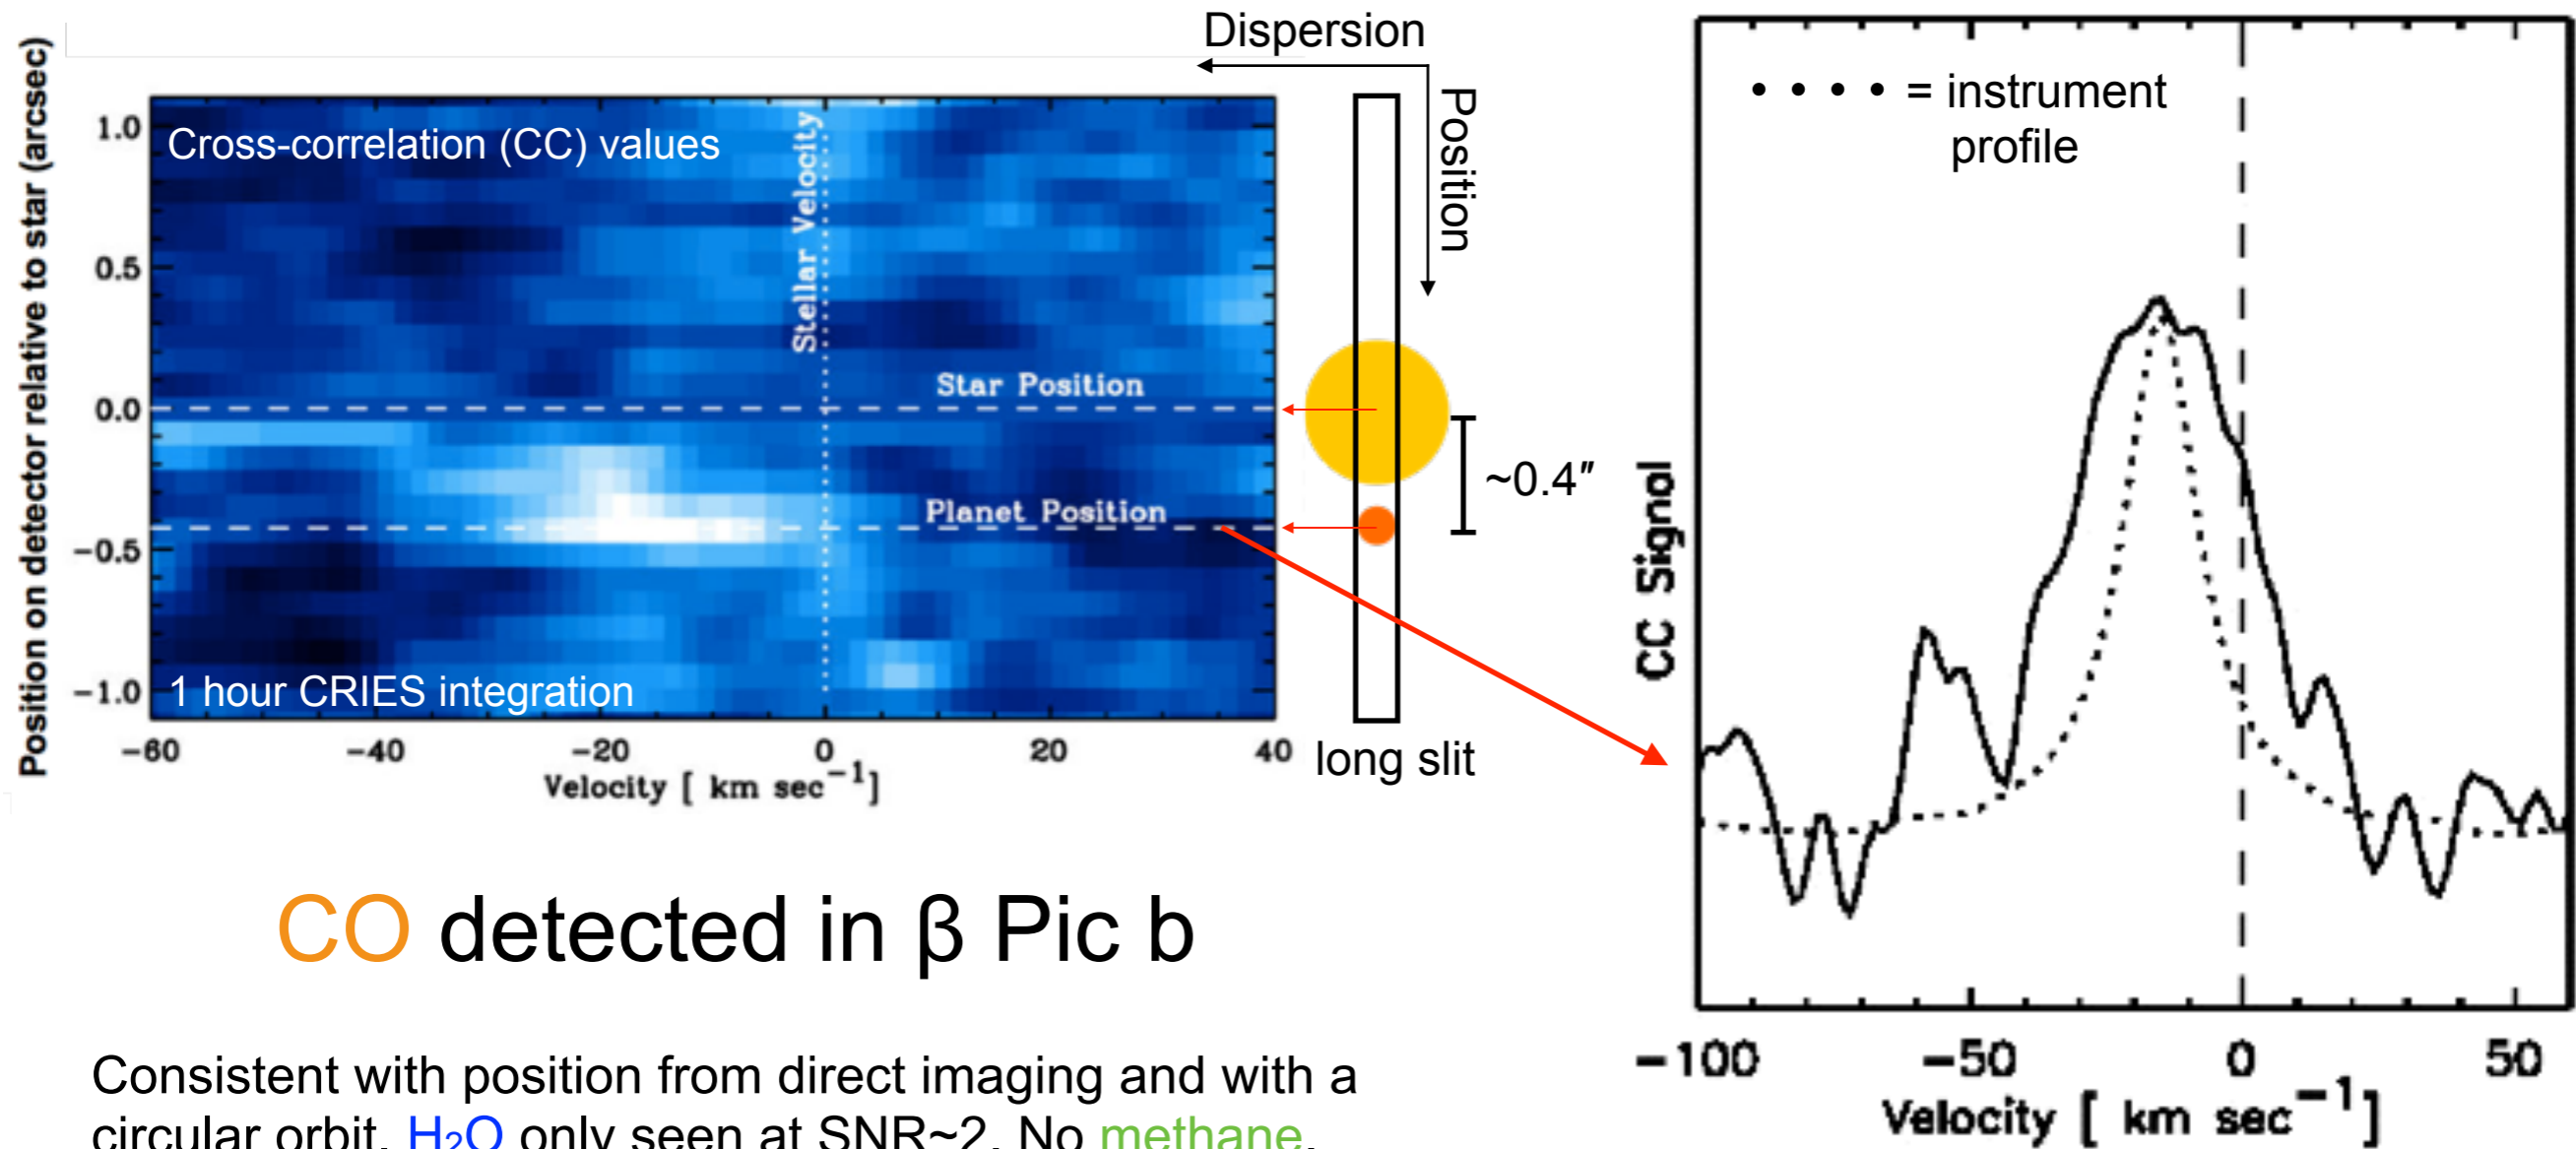 Dispersion
Position
Position on detector relative to star (arcsec)
1.0
0.5
0.0
−0.5
−1.0
Cross-correlation (CC) values
Stellar Velocity
Star Position
Planet Position
1 hour CRIES integration
−60 −40 −20 0 20 40
Velocity [ km sec⁻¹]
~0.4″
long slit
= instrument
profile
CC Signal
−100 −50 0 50
Velocity [ km sec⁻¹]
CO detected in β Pic b
Consistent with position from direct imaging and with a
circular orbit. H₂O only seen at SNR~2. No methane.